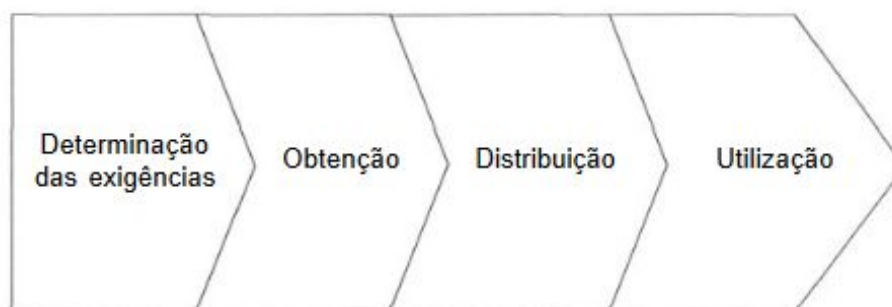 Determinação
das exigências
Obtenção
Distribuição
Utilização